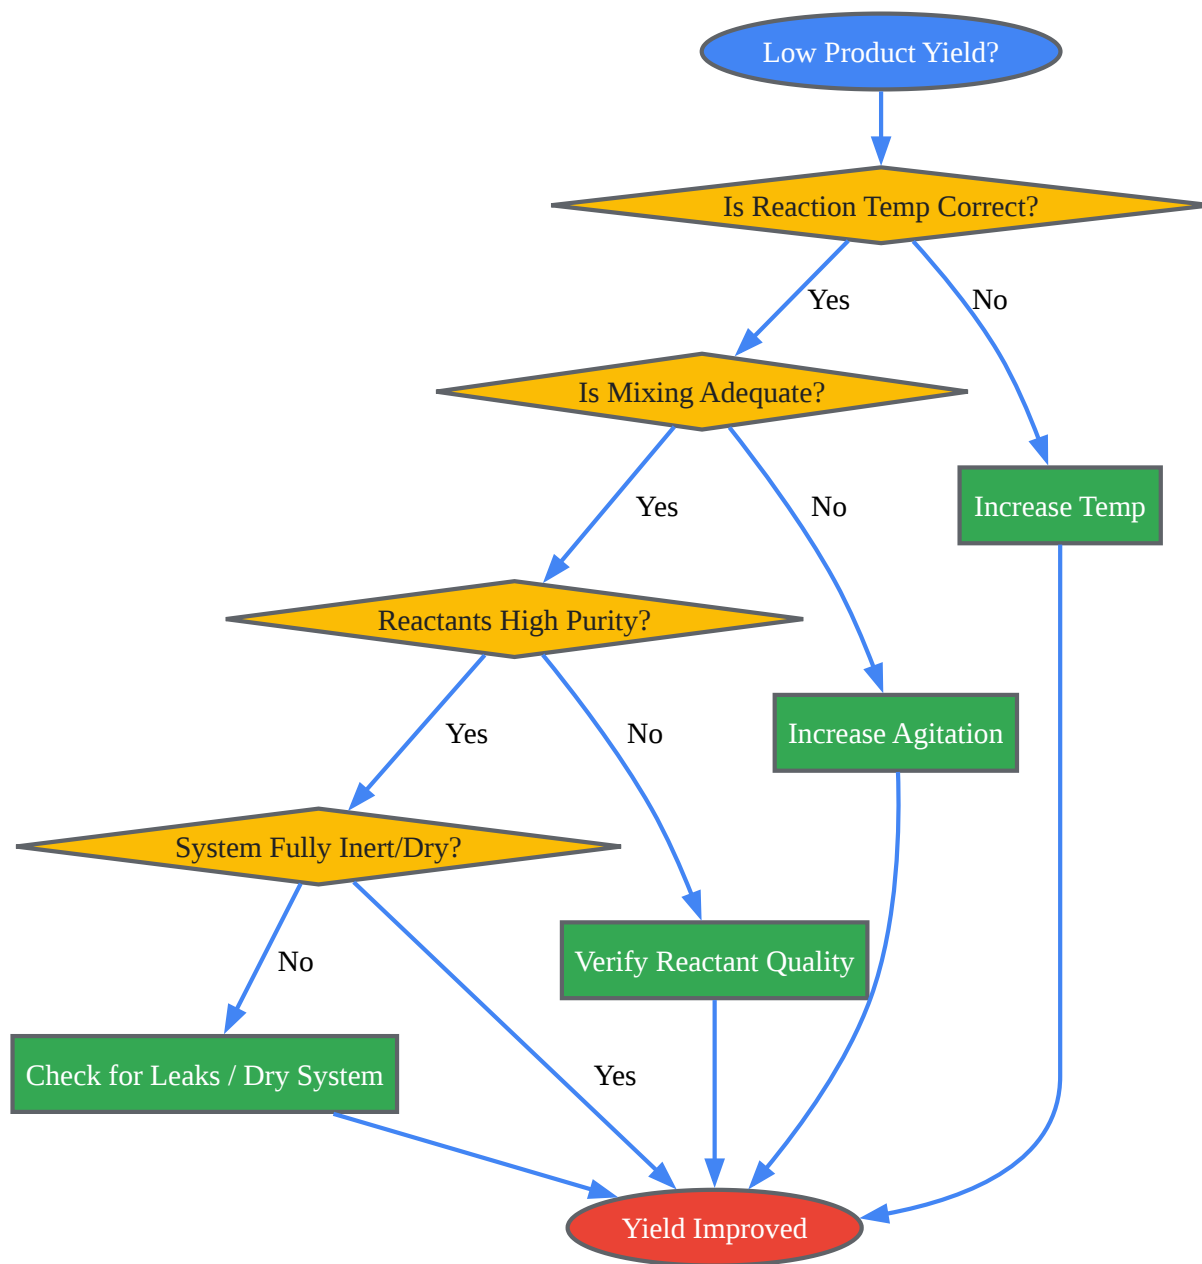 Low Product Yield?
Is Reaction Temp Correct?
Yes
No
Is Mixing Adequate?
Yes
No
Increase Temp
Reactants High Purity?
Yes
No
Increase Agitation
System Fully Inert/Dry?
No
Verify Reactant Quality
Check for Leaks / Dry System
Yes
Yield Improved